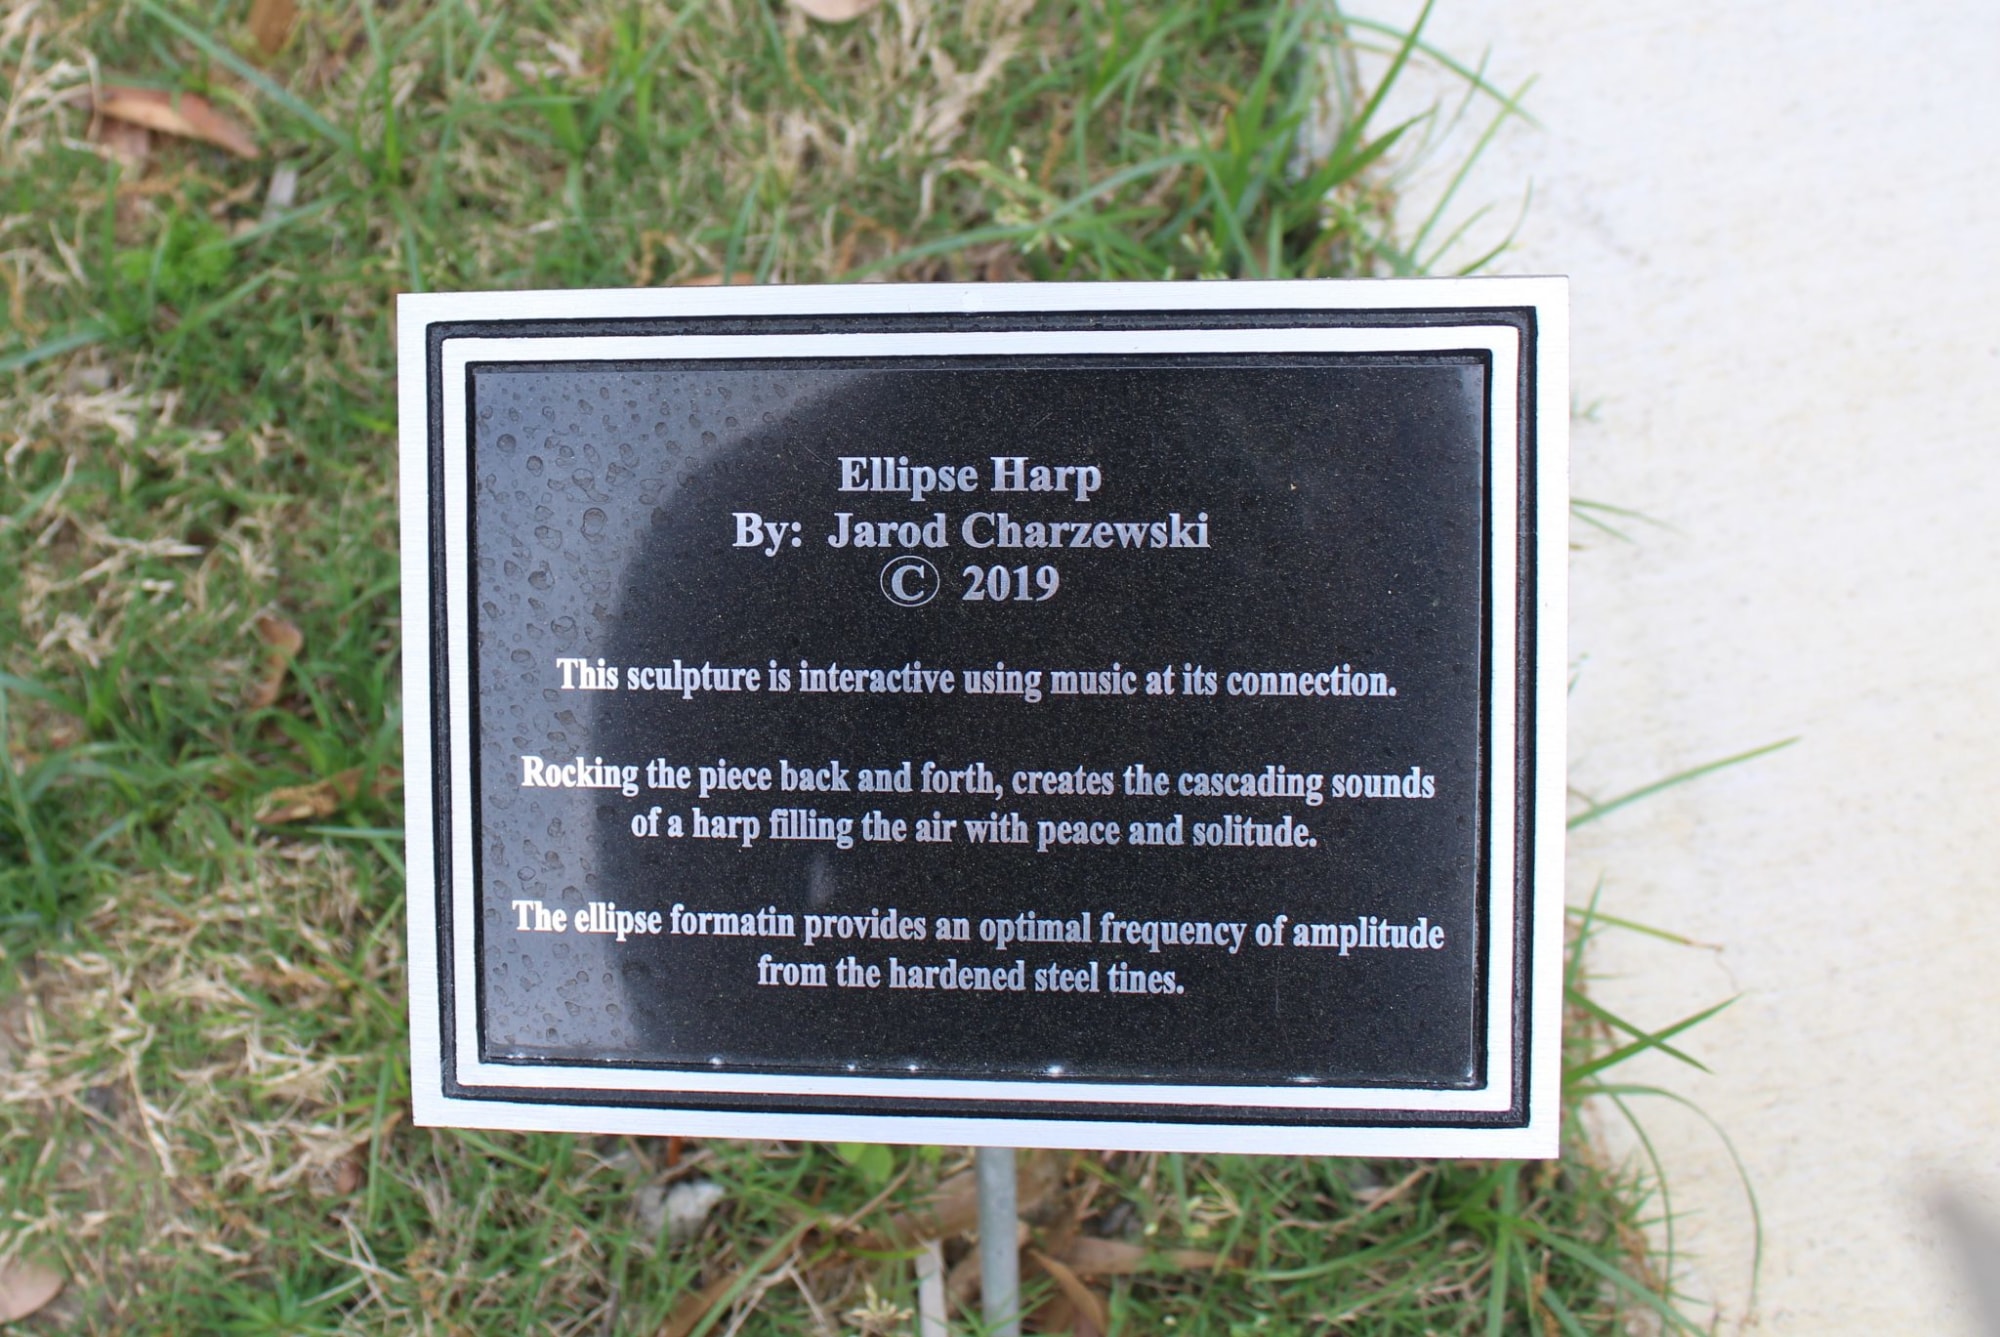 Ellipse Harp
By: Jarod Charzewski
© 2019
This sculpture is interactive using music at its connection.
Rocking the piece back and forth, creates the cascading sounds
of a harp filling the air with peace and solitude.
The ellipse formatin provides an optimal frequency of amplitude
from the hardened steel tines.